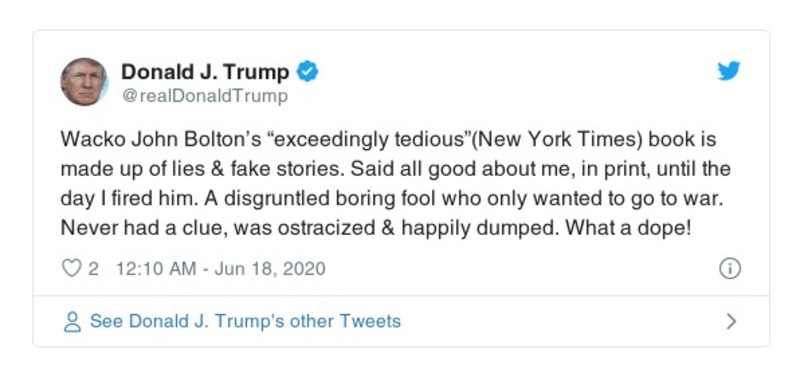 Donald J. Trump
@realDonaldTrump
Wacko John Bolton’s “exceedingly tedious”(New York Times) book is
made up of lies & fake stories. Said all good about me, in print, until the
day I fired him. A disgruntled boring fool who only wanted to go to war.
Never had a clue, was ostracized & happily dumped. What a dope!
2 12:10 AM - Jun 18, 2020
See Donald J. Trump's other Tweets